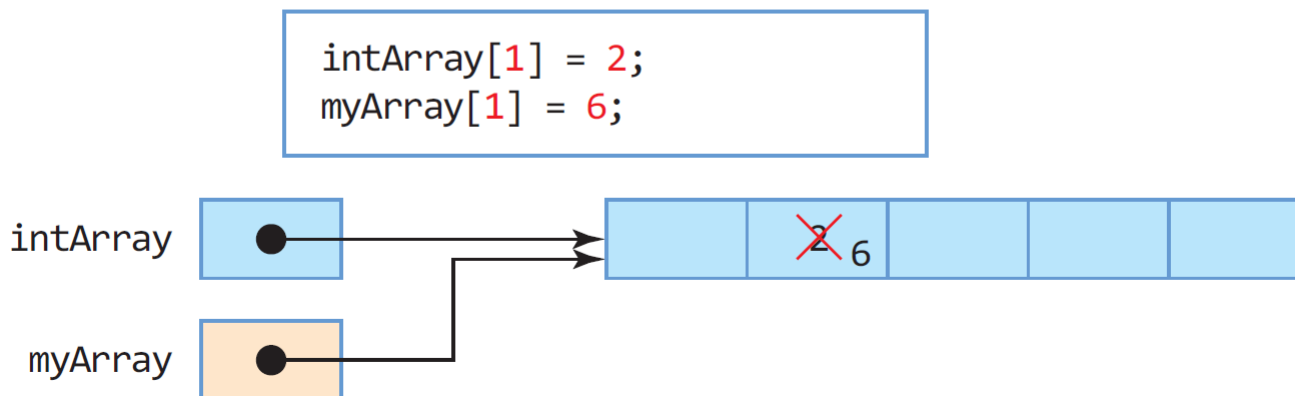 intArray[1] = 2;
myArray[1] = 6;
intArray
2 6
myArray